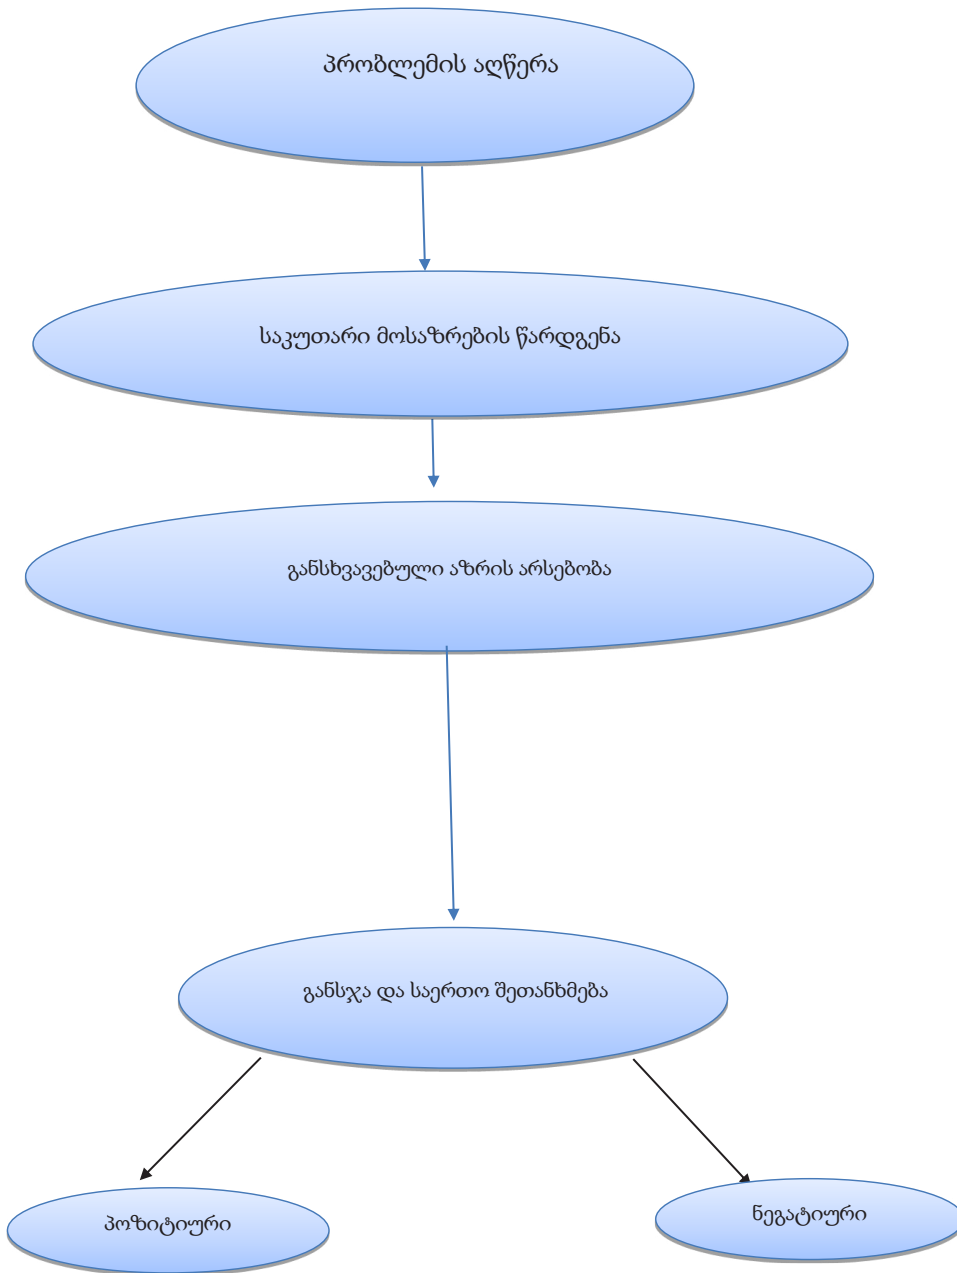 პრობლემის აღწერა
საკუთარი მოსაზრების წარდგენა
განსხვავებული აზრის არსებობა
განსჯა და საერთო შეთანხმება
პოზიტიური
ნეგატიური